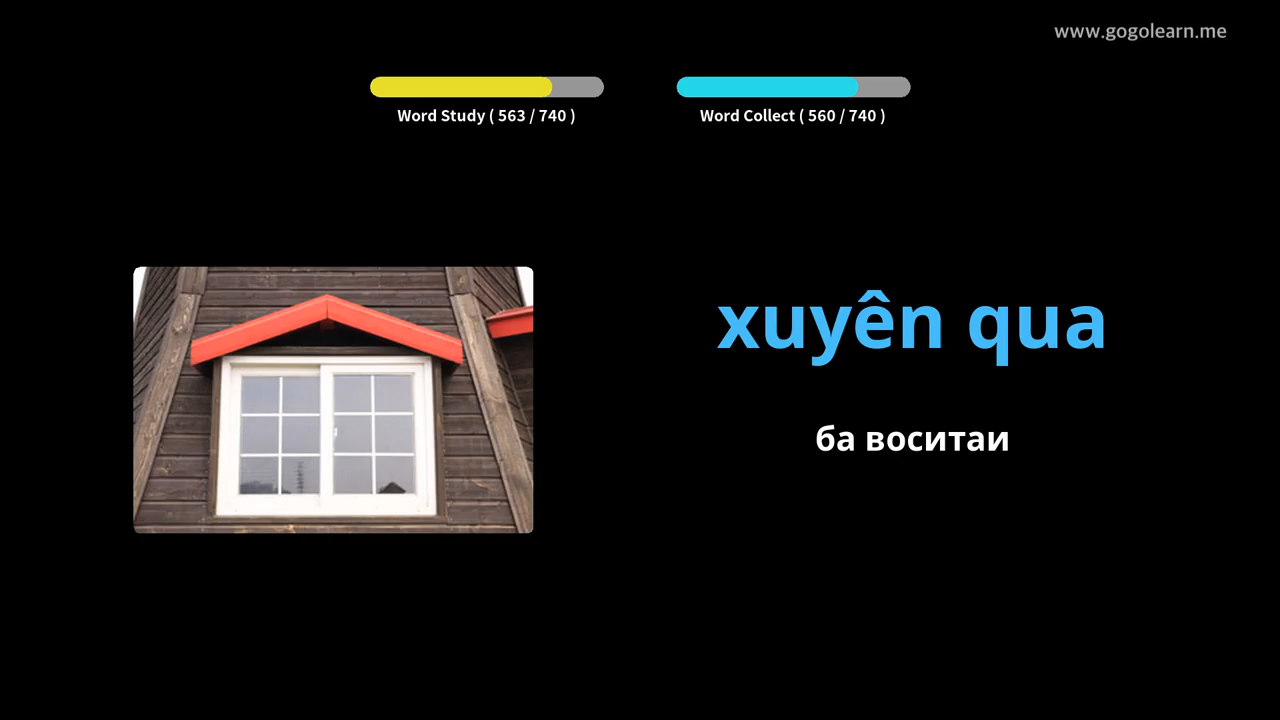 www.gogolearn.me
Word Study ( 563 / 740 )
Word Collect ( 560 / 740 )
xuyên qua
ба воситаи